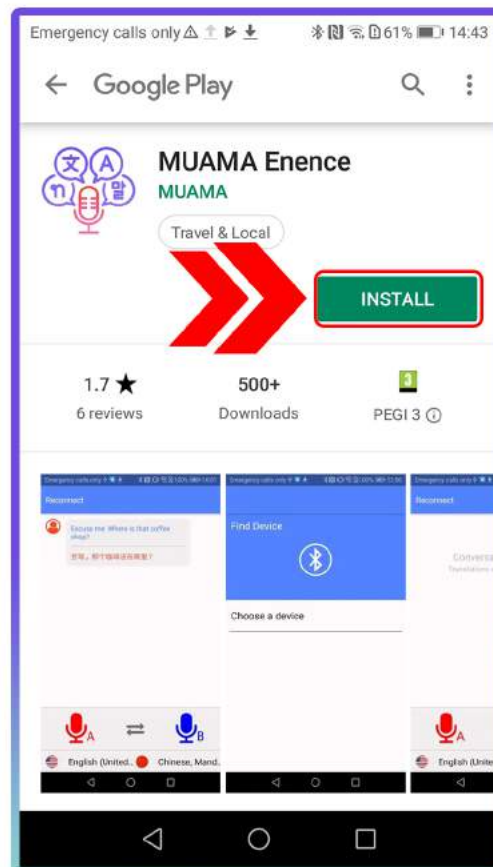 Emergency calls only 61% 14:43
Google Play
文 A
ก 말
MUAMA Enence
MUAMA
Travel & Local
INSTALL
1.7 ★ 500+ 3
6 reviews Downloads PEGI 3
Reconnect
Excuse me. Where is that coffee shop?
Find Device
Choose a device
A B
English (United.. Chinese, Mand..
Reconnect
Conversa
A
English (Unite